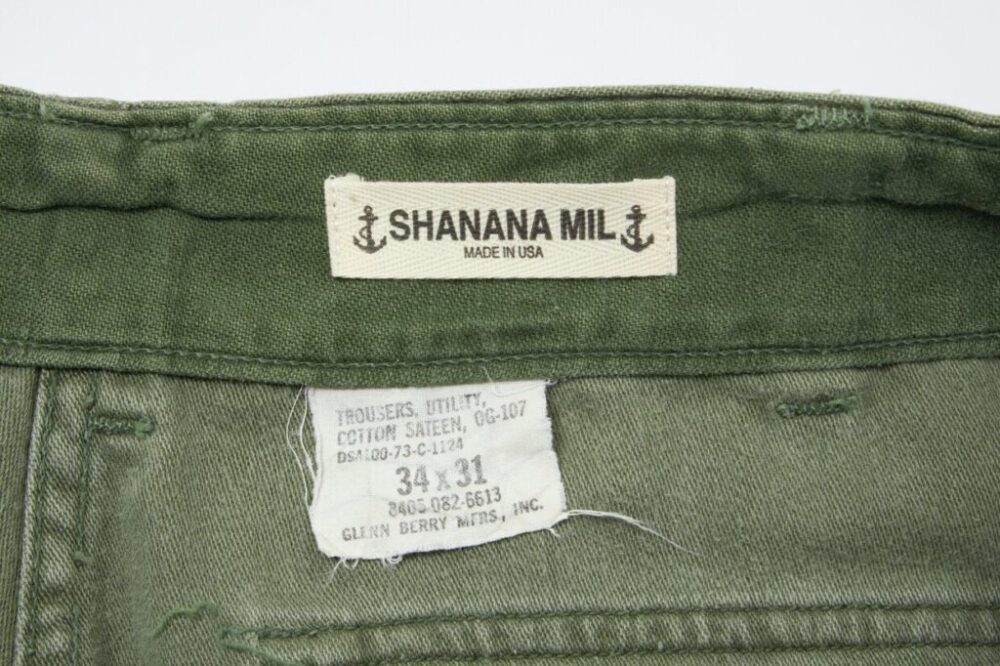 SHANANA MIL
MADE IN USA
TROUSERS, UTILITY,
COTTON SATEEN, OG-107
DSA100-73-C-1124
34 x 31
8405-082-6613
GLENN BERRY MFRS, INC.